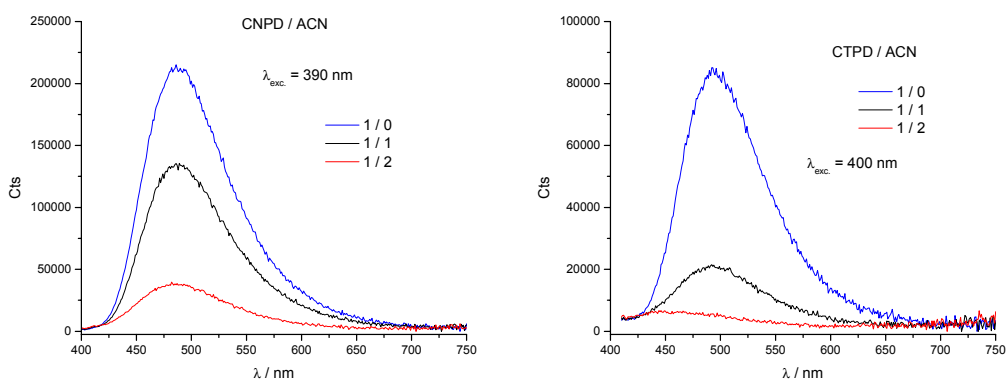 CNPD / ACN
λexc. = 390 nm
1 / 0
1 / 1
1 / 2
Cts
250000
200000
150000
100000
50000
0
400 450 500 550 600 650 700 750
λ / nm
CTPD / ACN
1 / 0
1 / 1
1 / 2
λexc. = 400 nm
Cts
100000
80000
60000
40000
20000
0
400 450 500 550 600 650 700 750
λ / nm